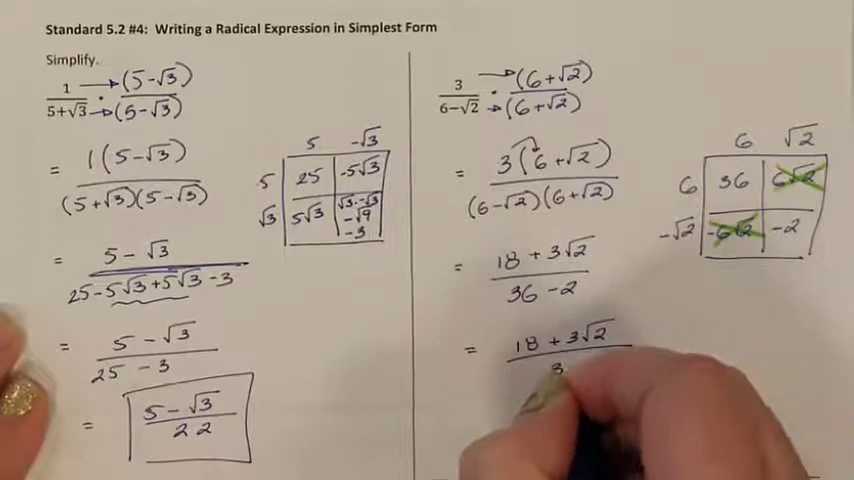 Standard 5.2 #4: Writing a Radical Expression in Simplest Form
Simplify.
1/(5+√3) · (5-√3)/(5-√3)
= 1(5-√3)/((5+√3)(5-√3))
5 -√3
5 25 -5√3
√3 5√3 √3·-√3
-√9
-3
= (5-√3)/(25-5√3+5√3-3)
= (5-√3)/(25-3)
= (5-√3)/22
3/(6-√2) · (6+√2)/(6+√2)
= 3(6+√2)/((6-√2)(6+√2))
6 √2
6 36 6√2
-√2 -6√2 -2
= (18+3√2)/(36-2)
= (18+3√2)/3